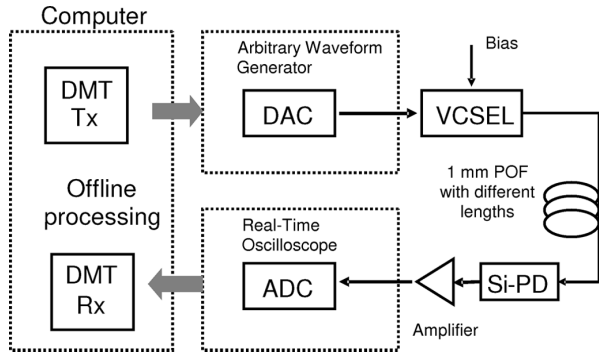 Computer
DMT
Tx
Offline
processing
DMT
Rx
Arbitrary Waveform
Generator
DAC
Bias
VCSEL
1 mm POF
with different
lengths
Real-Time
Oscilloscope
ADC
Amplifier
Si-PD